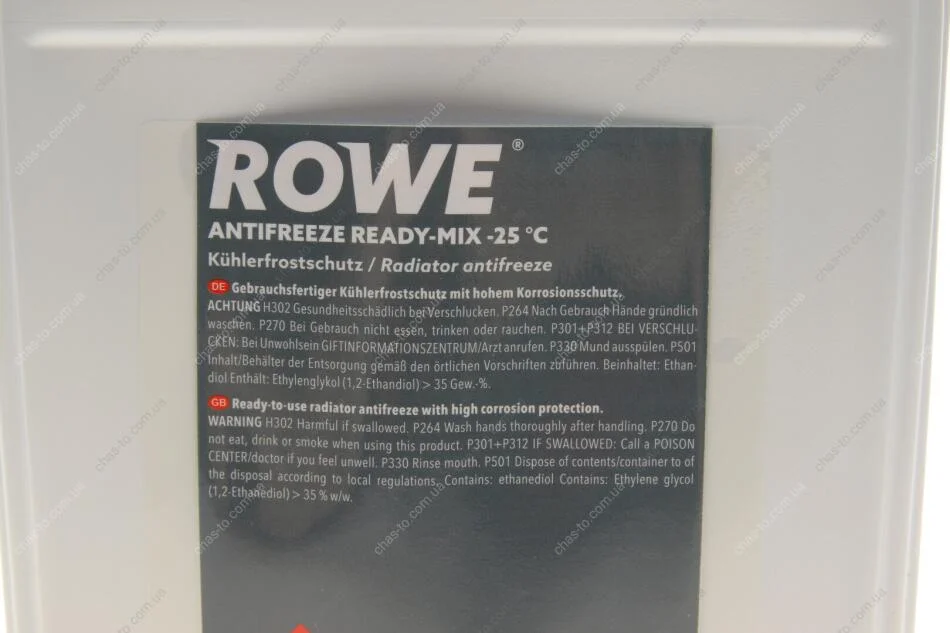 ROWE®
ANTIFREEZE READY-MIX -25 °C
Kühlerfrostschutz / Radiator antifreeze
DE Gebrauchsfertiger Kühlerfrostschutz mit hohem Korrosionsschutz.
ACHTUNG H302 Gesundheitsschädlich bei Verschlucken. P264 Nach Gebrauch Hände gründlich
waschen. P270 Bei Gebrauch nicht essen, trinken oder rauchen. P301+P312 BEI VERSCHLU-
CKEN: Bei Unwohlsein GIFTINFORMATIONSZENTRUM/Arzt anrufen. P330 Mund ausspülen. P501
Inhalt/Behälter der Entsorgung gemäß den örtlichen Vorschriften zuführen. Beinhaltet: Ethan-
diol Enthält: Ethylenglykol (1,2-Ethandiol) > 35 Gew.-%.
GB Ready-to-use radiator antifreeze with high corrosion protection.
WARNING H302 Harmful if swallowed. P264 Wash hands thoroughly after handling. P270 Do
not eat, drink or smoke when using this product. P301+P312 IF SWALLOWED: Call a POISON
CENTER/doctor if you feel unwell. P330 Rinse mouth. P501 Dispose of contents/container to of
the disposal according to local regulations. Contains: ethanediol Contains: Ethylene glycol
(1,2-Ethanediol) > 35 % w/w.
chas-to.com.ua